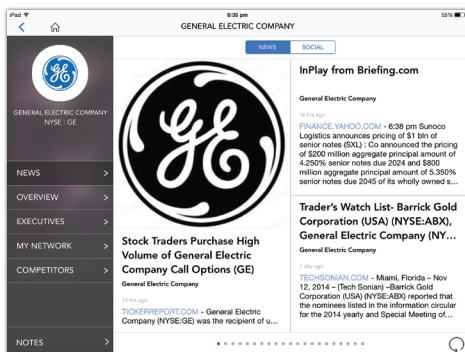 iPad
6:35 pm
55%
GENERAL ELECTRIC COMPANY
NEWS
SOCIAL
GENERAL ELECTRIC COMPANY
NYSE : GE
NEWS >
OVERVIEW >
EXECUTIVES >
MY NETWORK >
COMPETITORS >
NOTES >
Stock Traders Purchase High
Volume of General Electric
Company Call Options (GE)
General Electric Company
14 hrs ago
TICKERREPORT.COM - General Electric
Company (NYSE:GE) was the recipient of u...
InPlay from Briefing.com
General Electric Company
14 hrs ago
FINANCE.YAHOO.COM - 6:38 pm Sunoco
Logistics announces pricing of $1 bln of
senior notes (SXL) : Co announced the pricing
of $200 million aggregate principal amount of
4.250% senior notes due 2024 and $800
million aggregate principal amount of 5.350%
senior notes due 2045 of its wholly owned s...
Trader's Watch List- Barrick Gold
Corporation (USA) (NYSE:ABX),
General Electric Company (NY...
General Electric Company
1 day ago
TECHSONIAN.COM - Miami, Florida – Nov
12, 2014 – (Tech Sonian) –Barrick Gold
Corporation (USA) (NYSE:ABX) reported that
the nominees listed in the information circular
for the 2014 yearly and Special Meeting of...